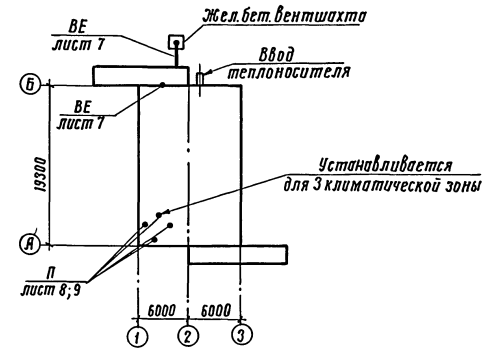 Жел.бет. вентшахта
ВЕ
лист 7
Ввод
теплоносителя
Б
ВЕ
лист 7
19300
Устанавливается
для 3 климатической зоны
А
П
лист 8;9
6000
6000
1
2
3